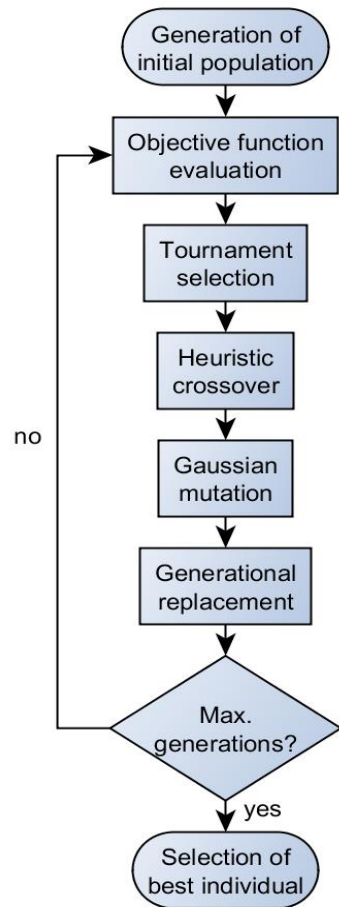 Generation of
initial population
Objective function
evaluation
Tournament
selection
Heuristic
crossover
no
Gaussian
mutation
Generational
replacement
Max.
generations?
yes
Selection of
best individual